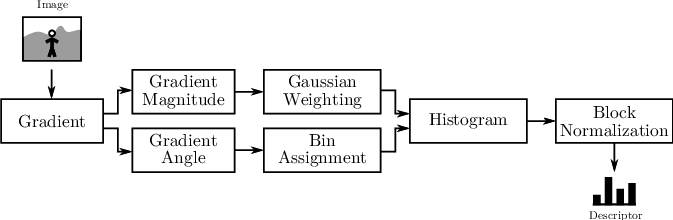 Image
Gradient
Gradient
Magnitude
Gaussian
Weighting
Gradient
Angle
Bin
Assignment
Histogram
Block
Normalization
Descriptor